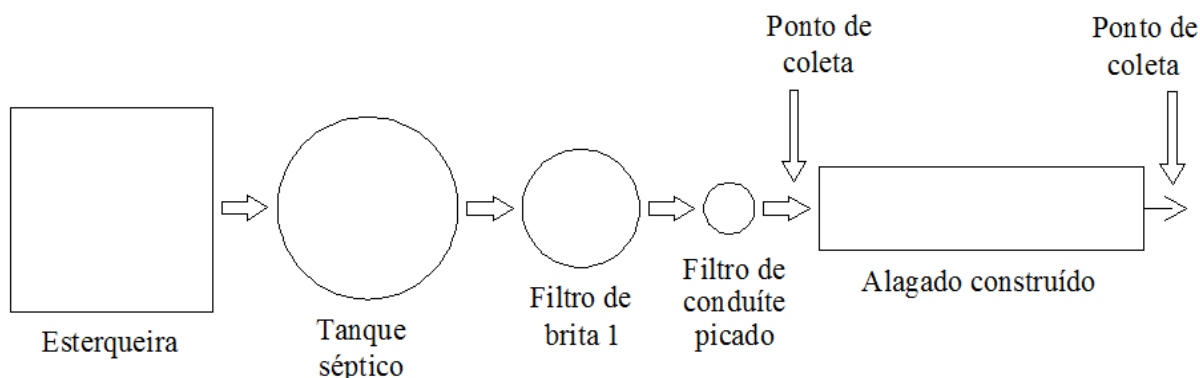 Ponto de
coleta
Ponto de
coleta
Esterqueira
Tanque
séptico
Filtro de
brita 1
Filtro de
conduíte
picado
Alagado construído